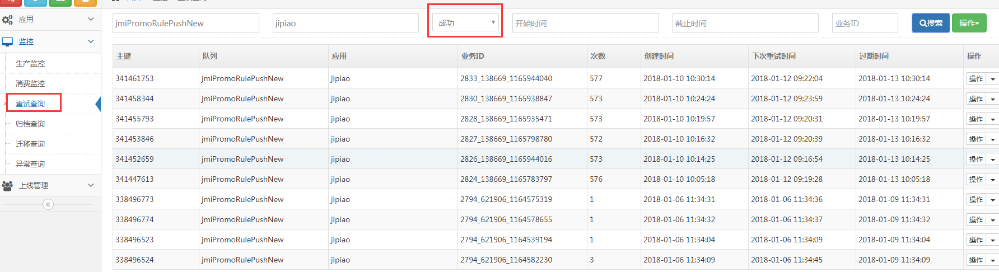 应用
监控
生产监控
消费监控
重试查询
归档查询
迁移查询
异常查询
上线管理
jmiPromoRulePushNew jipiao 成功 开始时间 截止时间 业务ID 搜索 操作
主键 队列 应用 业务ID 次数 创建时间 下次重试时间 过期时间 操作
341461753 jmiPromoRulePushNew jipiao 2833_138669_1165944040 577 2018-01-10 10:30:14 2018-01-12 09:22:04 2018-01-13 10:30:14 操作
341458344 jmiPromoRulePushNew jipiao 2830_138669_1165938847 573 2018-01-10 10:24:24 2018-01-12 09:23:59 2018-01-13 10:24:24 操作
341455793 jmiPromoRulePushNew jipiao 2828_138669_1165935471 573 2018-01-10 10:19:57 2018-01-12 09:20:31 2018-01-13 10:19:57 操作
341453846 jmiPromoRulePushNew jipiao 2827_138669_1165798780 572 2018-01-10 10:16:32 2018-01-12 09:20:39 2018-01-13 10:16:32 操作
341452659 jmiPromoRulePushNew jipiao 2826_138669_1165944016 573 2018-01-10 10:14:25 2018-01-12 09:16:54 2018-01-13 10:14:25 操作
341447613 jmiPromoRulePushNew jipiao 2824_138669_1165783797 576 2018-01-10 10:05:18 2018-01-12 09:19:28 2018-01-13 10:05:18 操作
338496773 jmiPromoRulePushNew jipiao 2794_621906_1164575319 1 2018-01-06 11:34:31 2018-01-06 11:34:36 2018-01-09 11:34:31 操作
338496774 jmiPromoRulePushNew jipiao 2794_621906_1164578655 1 2018-01-06 11:34:32 2018-01-06 11:34:37 2018-01-09 11:34:32 操作
338496523 jmiPromoRulePushNew jipiao 2794_621906_1164539194 1 2018-01-06 11:34:04 2018-01-06 11:34:09 2018-01-09 11:34:04 操作
338496524 jmiPromoRulePushNew jipiao 2794_621906_1164582230 3 2018-01-06 11:34:09 2018-01-06 11:34:45 2018-01-09 11:34:09 操作